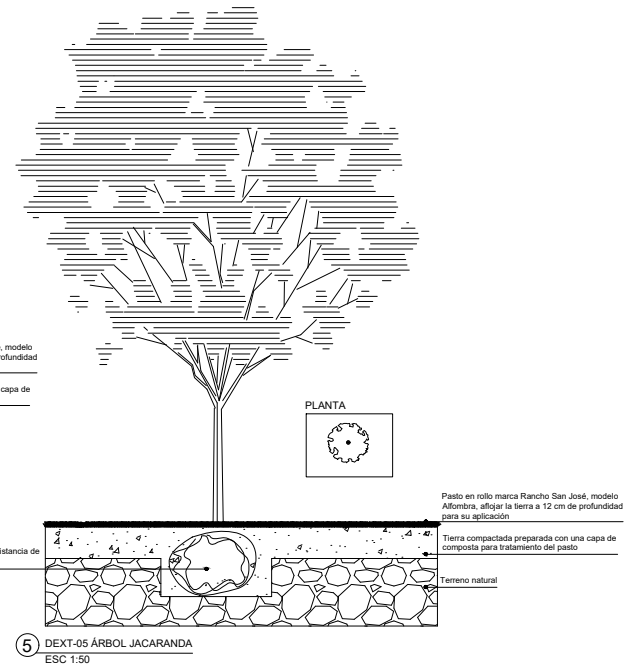 , modelo
rofundidad
capa de
PLANTA
Pasto en rollo marca Rancho San José, modelo
Alfombra, aflojar la tierra a 12 cm de profundidad
para su aplicación
Tierra compactada preparada con una capa de
composta para tratamiento del pasto
istancia de
Terreno natural
5 DEXT-05 ÁRBOL JACARANDA
ESC 1:50